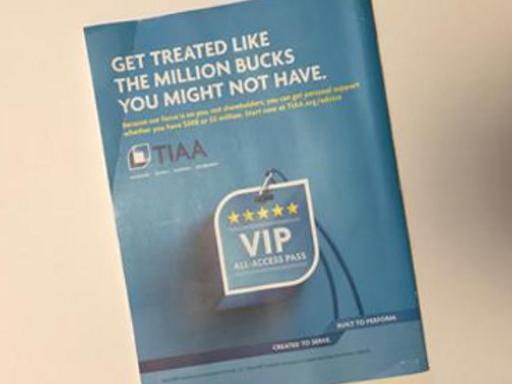 GET TREATED LIKE
THE MILLION BUCKS
YOU MIGHT NOT HAVE.
Because our focus is on you, not shareholders, you can get personal support
whether you have or $5 million. Start now at TIAA.org/advice
TIAA
★★★★★
VIP
ALL-ACCESS PASS
BUILT TO PERFORM.
CREATED TO SERVE.